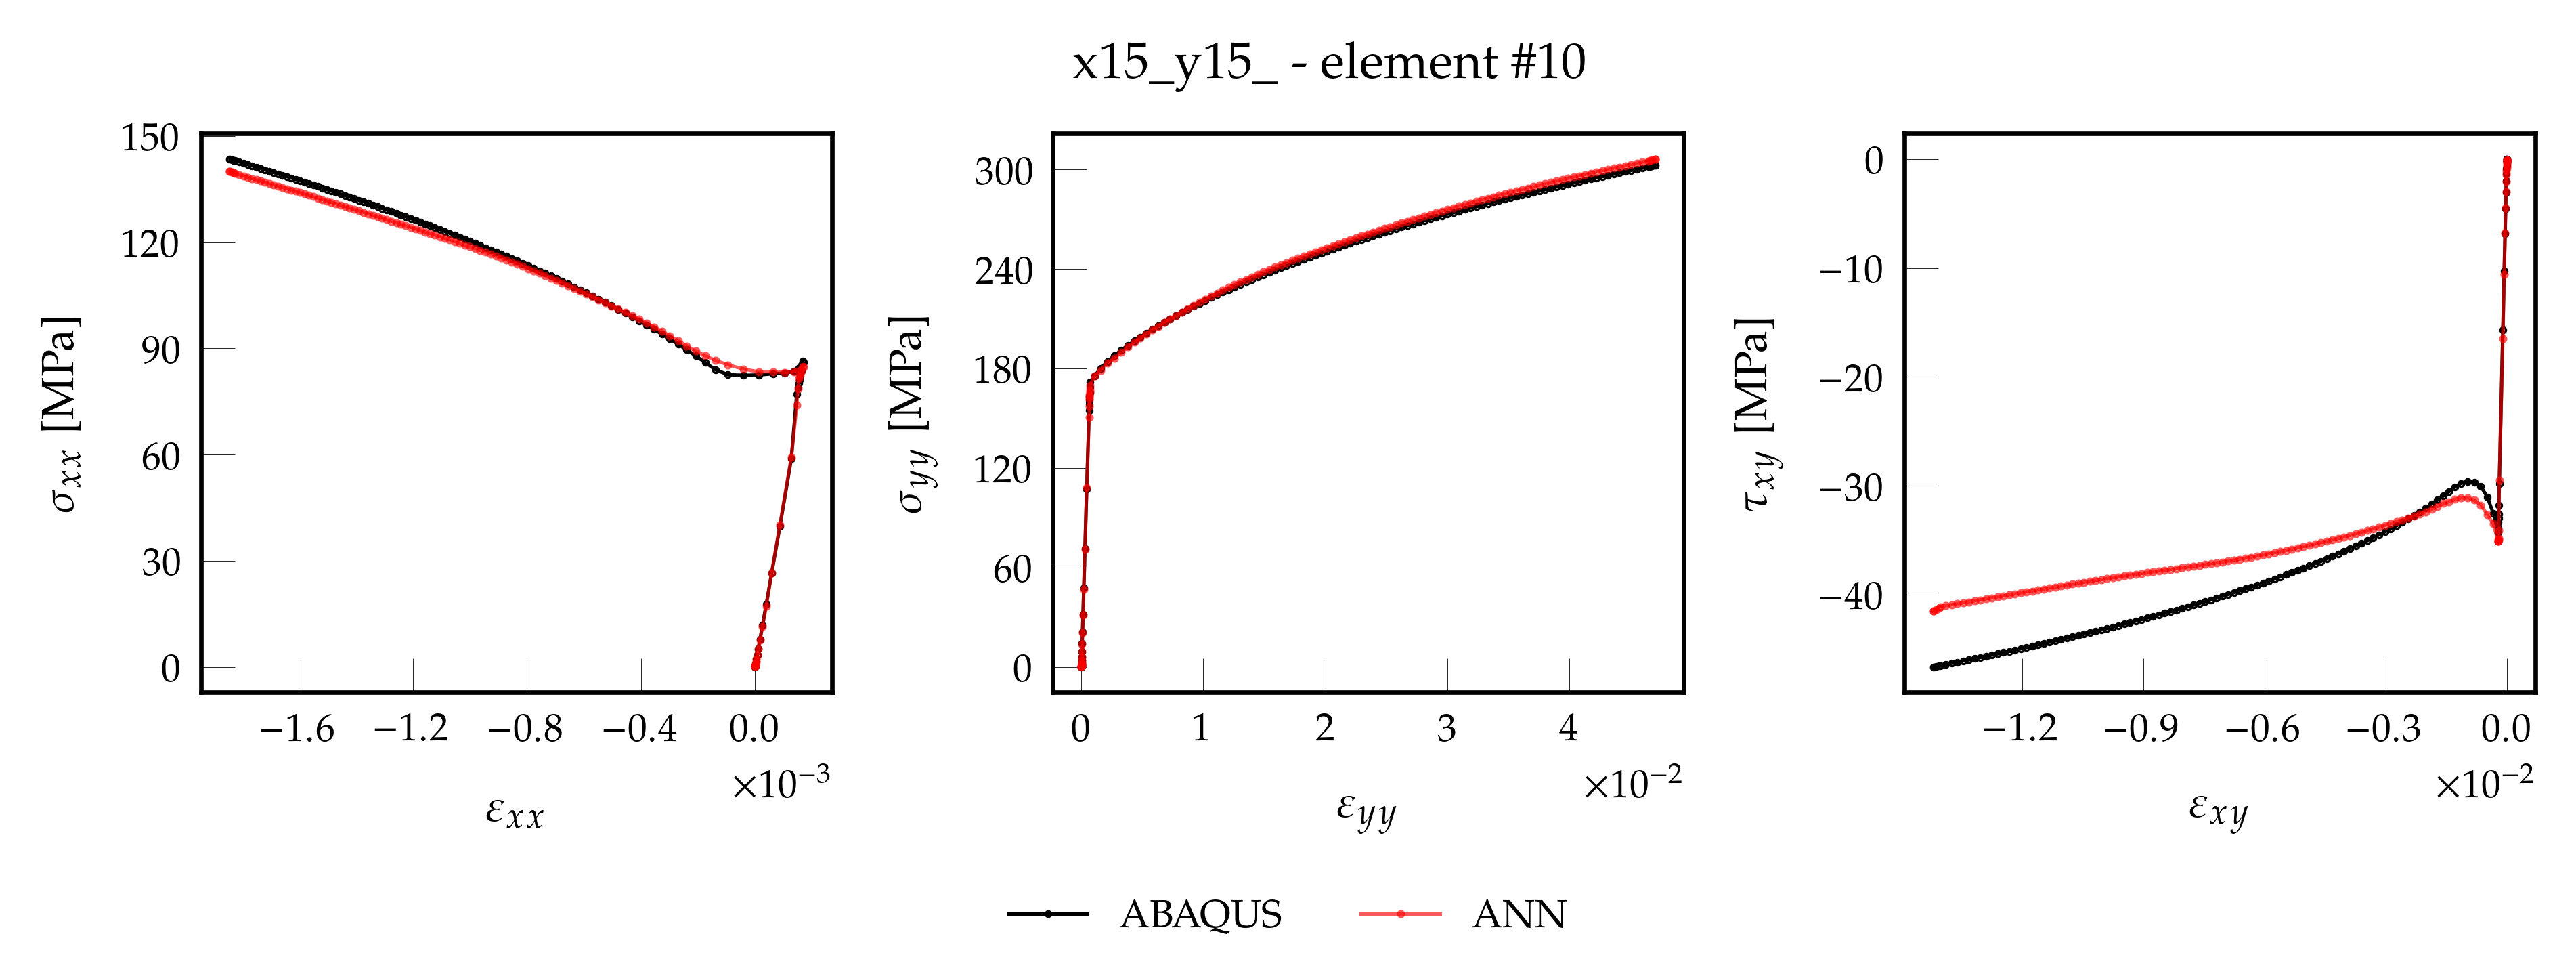 x15_y15_ - element #10
150
120
90
60
30
0
σxx [MPa]
−1.6 −1.2 −0.8 −0.4 0.0
×10−3
εxx
300
240
180
120
60
0
σyy [MPa]
0 1 2 3 4
×10−2
εyy
0
−10
−20
−30
−40
τxy [MPa]
−1.2 −0.9 −0.6 −0.3 0.0
×10−2
εxy
ABAQUS ANN